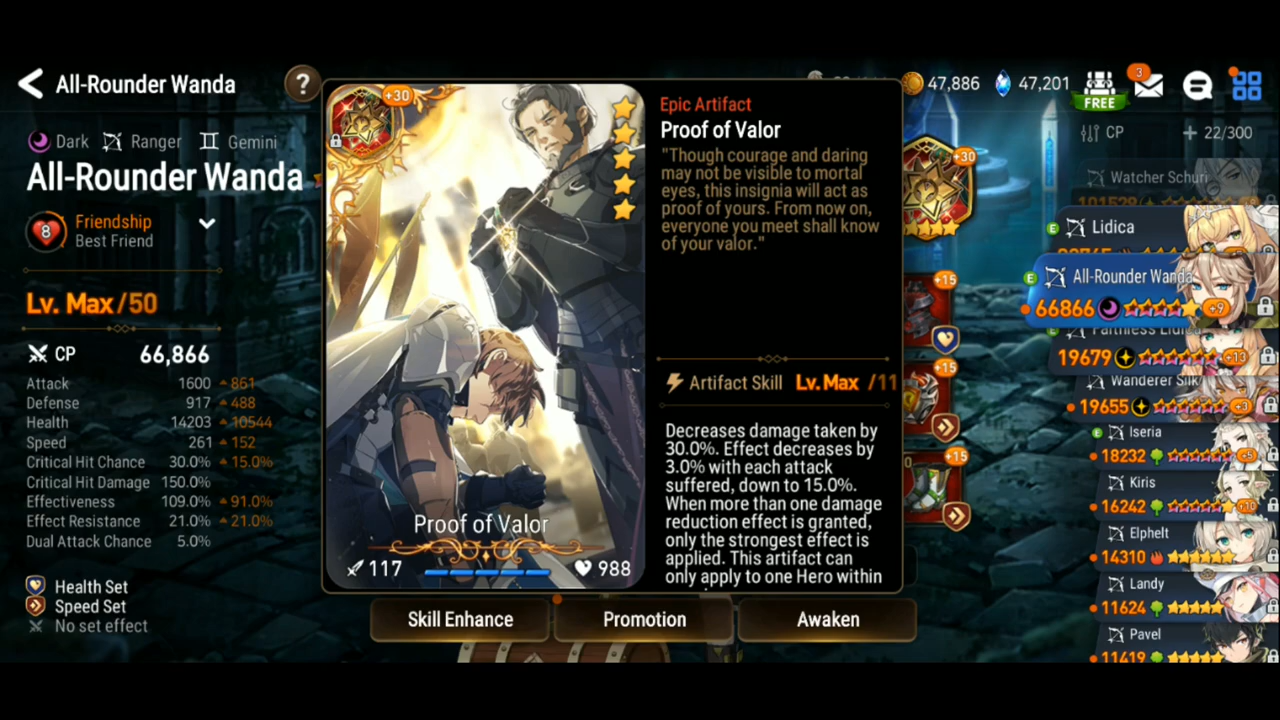 All-Rounder Wanda
?
47,886
47,201
FREE
3
Dark Ranger Gemini
All-Rounder Wanda
8
Friendship
Best Friend
Lv. Max/50
CP 66,866
Attack 1600 861
Defense 917 488
Health 14203 10544
Speed 261 152
Critical Hit Chance 30.0% 15.0%
Critical Hit Damage 150.0%
Effectiveness 109.0% 91.0%
Effect Resistance 21.0% 21.0%
Dual Attack Chance 5.0%
Health Set
Speed Set
No set effect
+30
Proof of Valor
117
988
Epic Artifact
Proof of Valor
"Though courage and daring
may not be visible to mortal
eyes, this insignia will act as
proof of yours. From now on,
everyone you meet shall know
of your valor."
Artifact Skill Lv.Max /11
Decreases damage taken by
30.0%. Effect decreases by
3.0% with each attack
suffered, down to 15.0%.
When more than one damage
reduction effect is granted,
only the strongest effect is
applied. This artifact can
only apply to one Hero within
Skill Enhance
Promotion
Awaken
+30
+15
+15
+15
CP + 22/300
Watcher Schuri
E Lidica
E All-Rounder Wanda
66866 +9
E Faithless Lidica
19679 +13
Wanderer Silk
19655 +3
E Iseria
18232 +5
Kiris
16242 +10
Elphelt
14310
Landy
11624
Pavel
11419